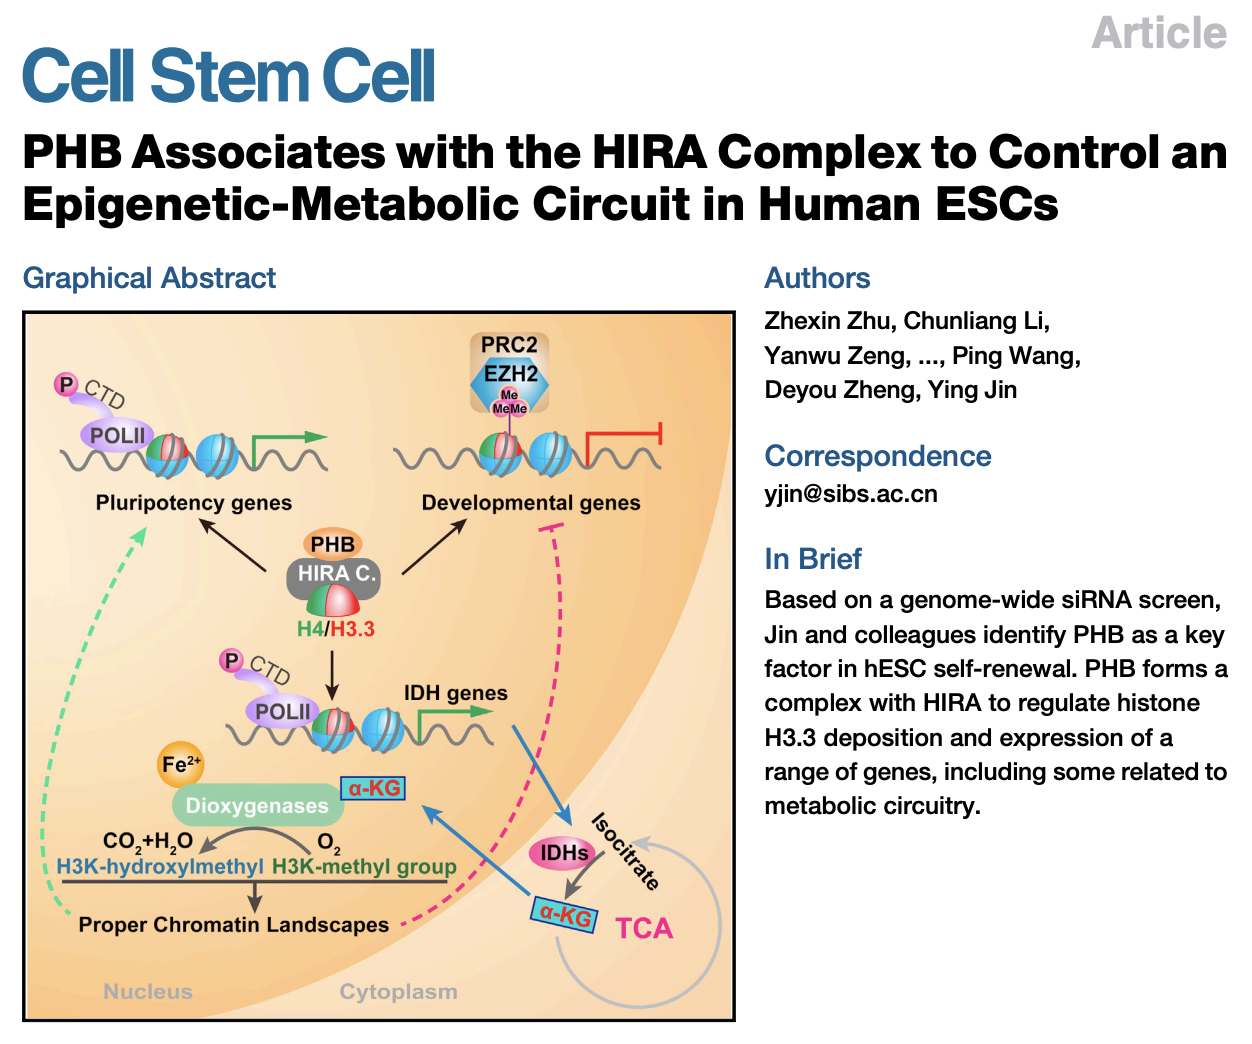 Article
Cell Stem Cell
PHB Associates with the HIRA Complex to Control an
Epigenetic-Metabolic Circuit in Human ESCs
Graphical Abstract
PRC2
EZH2
Me
MeMe
P
CTD
POLII
Pluripotency genes
Developmental genes
PHB
HIRA C.
H4/H3.3
P
CTD
POLII
IDH genes
Fe2+
Dioxygenases
α-KG
CO2+H2O
O2
H3K-hydroxylmethyl
H3K-methyl group
Proper Chromatin Landscapes
IDHs
Isocitrate
α-KG
TCA
Nucleus
Cytoplasm
Authors
Zhexin Zhu, Chunliang Li,
Yanwu Zeng, ..., Ping Wang,
Deyou Zheng, Ying Jin
Correspondence
yjin@sibs.ac.cn
In Brief
Based on a genome-wide siRNA screen,
Jin and colleagues identify PHB as a key
factor in hESC self-renewal. PHB forms a
complex with HIRA to regulate histone
H3.3 deposition and expression of a
range of genes, including some related to
metabolic circuitry.